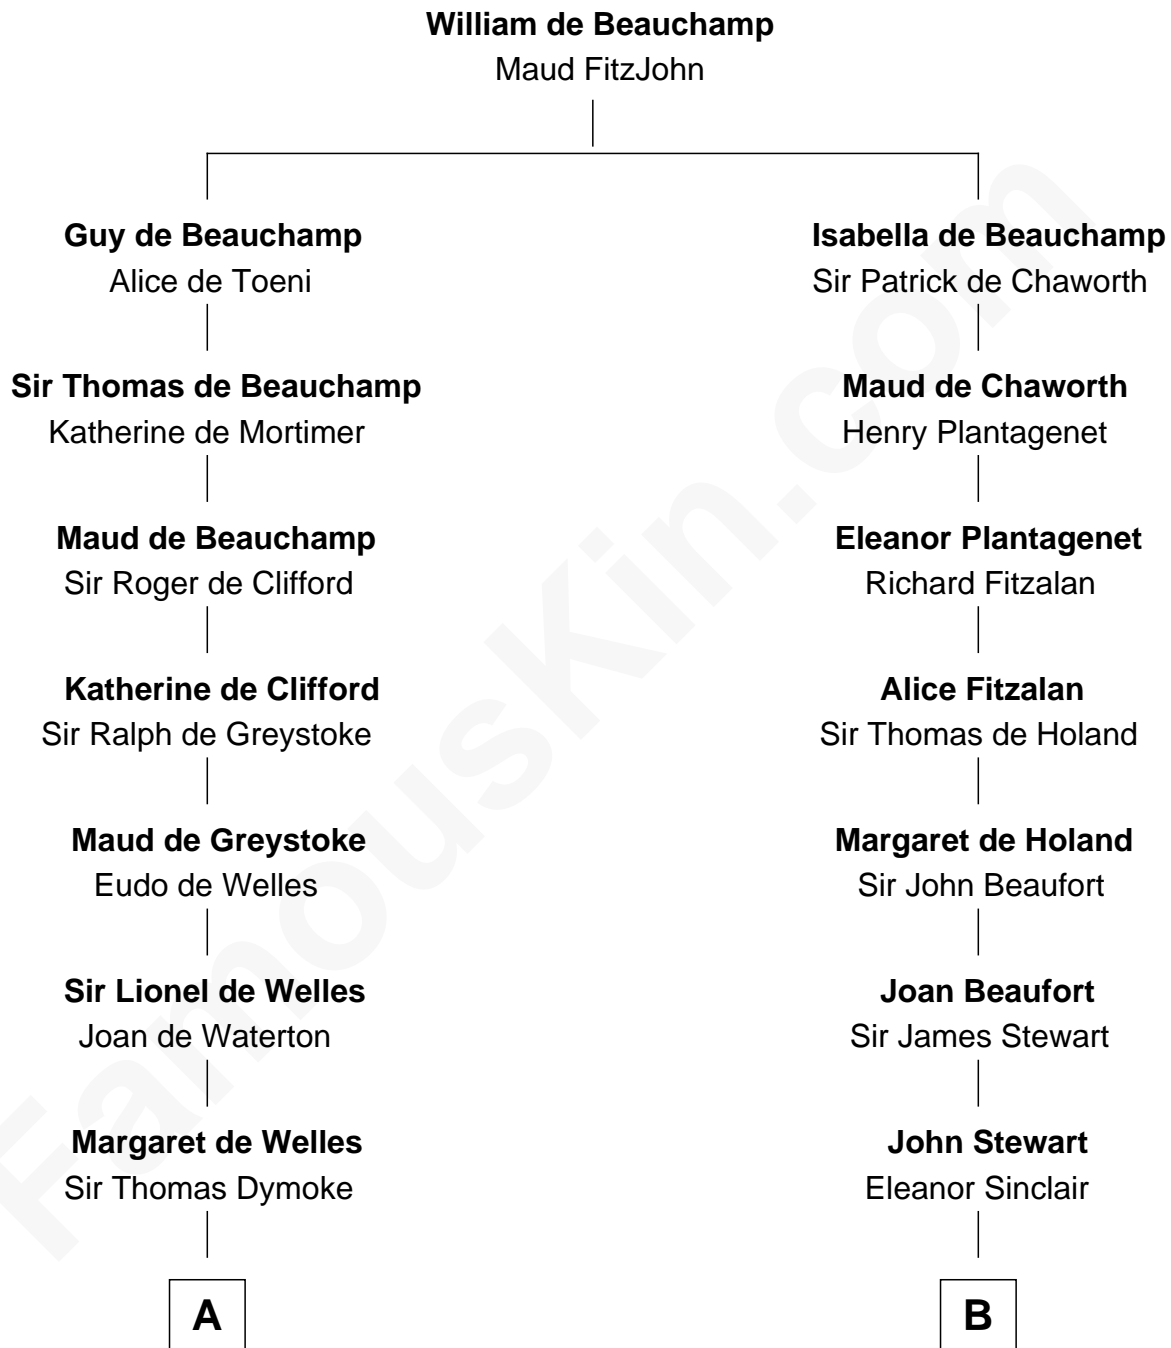 William de Beauchamp
Maud FitzJohn
Guy de Beauchamp
Alice de Toeni
Isabella de Beauchamp
Sir Patrick de Chaworth
Sir Thomas de Beauchamp
Katherine de Mortimer
Maud de Chaworth
Henry Plantagenet
Maud de Beauchamp
Sir Roger de Clifford
Eleanor Plantagenet
Richard Fitzalan
Katherine de Clifford
Sir Ralph de Greystoke
Alice Fitzalan
Sir Thomas de Holand
Maud de Greystoke
Eudo de Welles
Margaret de Holand
Sir John Beaufort
Sir Lionel de Welles
Joan de Waterton
Joan Beaufort
Sir James Stewart
Margaret de Welles
Sir Thomas Dymoke
John Stewart
Eleanor Sinclair
A
B
FamousKin.com